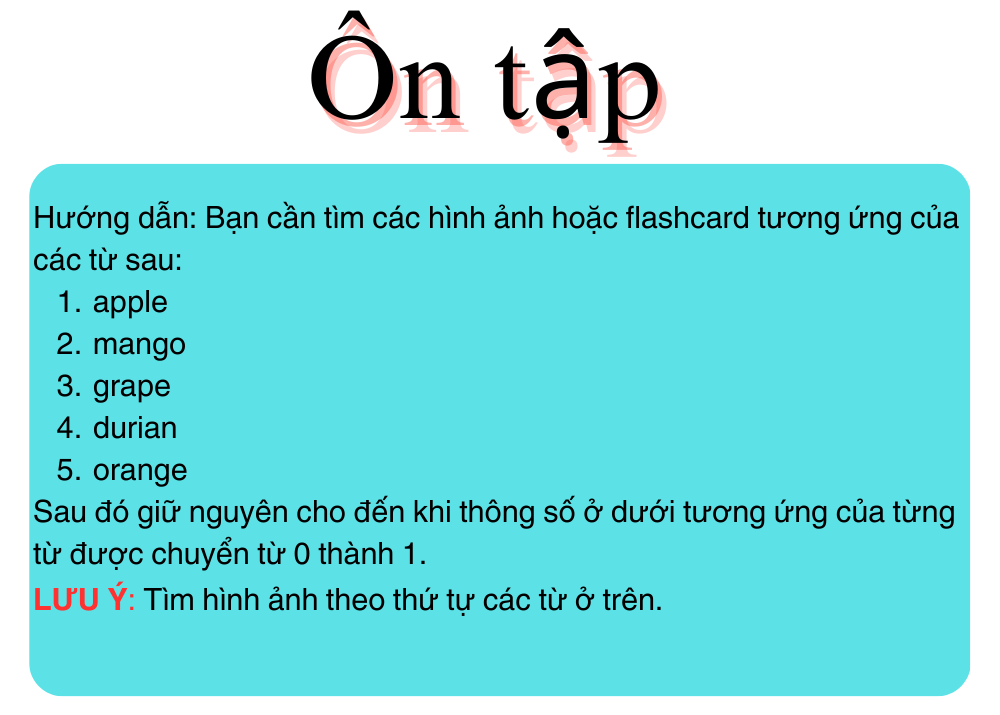 Ôn tập
Hướng dẫn: Bạn cần tìm các hình ảnh hoặc flashcard tương ứng của
các từ sau:
1. apple
2. mango
3. grape
4. durian
5. orange
Sau đó giữ nguyên cho đến khi thông số ở dưới tương ứng của từng
từ được chuyển từ 0 thành 1.
LƯU Ý: Tìm hình ảnh theo thứ tự các từ ở trên.